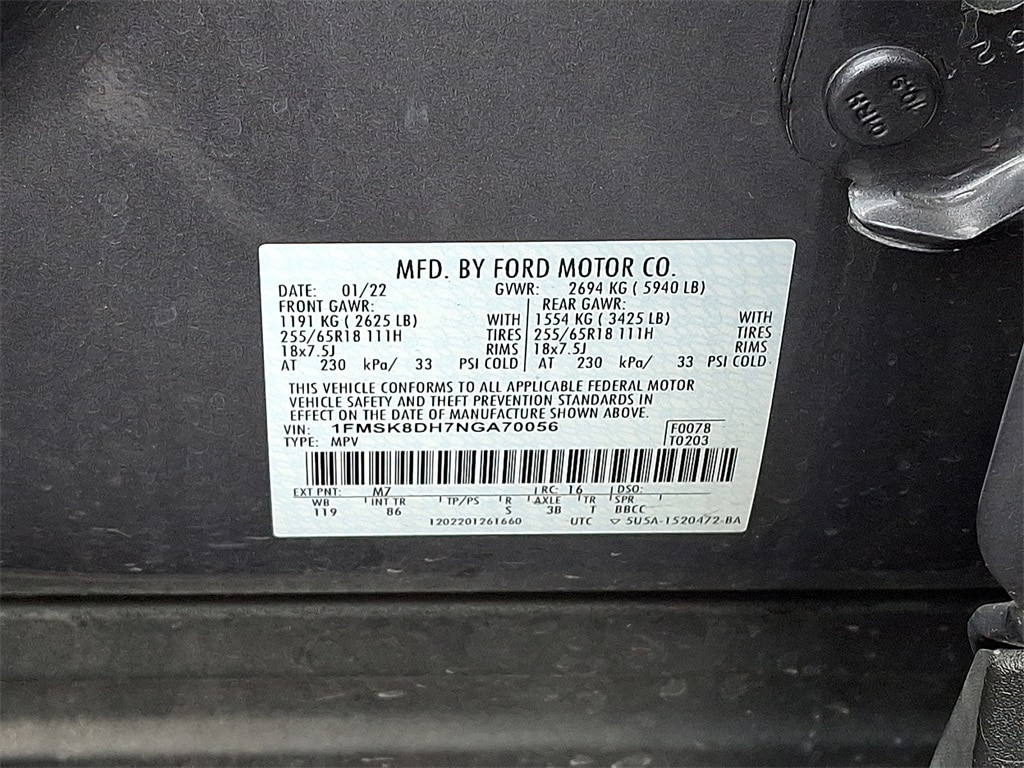 52
MFD. BY FORD MOTOR CO.
DATE: 01/22 GVWR: 2694 KG ( 5940 LB)
FRONT GAWR: REAR GAWR:
1191 KG ( 2625 LB) WITH 1554 KG ( 3425 LB) WITH
255/65R18 111H TIRES 255/65R18 111H TIRES
18x7.5J RIMS 18x7.5J RIMS
AT 230 kPa/ 33 PSI COLD AT 230 kPa/ 33 PSI COLD
THIS VEHICLE CONFORMS TO ALL APPLICABLE FEDERAL MOTOR
VEHICLE SAFETY AND THEFT PREVENTION STANDARDS IN
EFFECT ON THE DATE OF MANUFACTURE SHOWN ABOVE.
VIN: 1FMSK8DH7NGA70056 F0078
TYPE: MPV T0203
EXT PNT: M7 RC: 16 DSO:
WB INT TR TP/PS R AXLE TR SPR
119 86 S 3B T BBCC
1202201261660 UTC ▽ 5U5A-1520472-BA